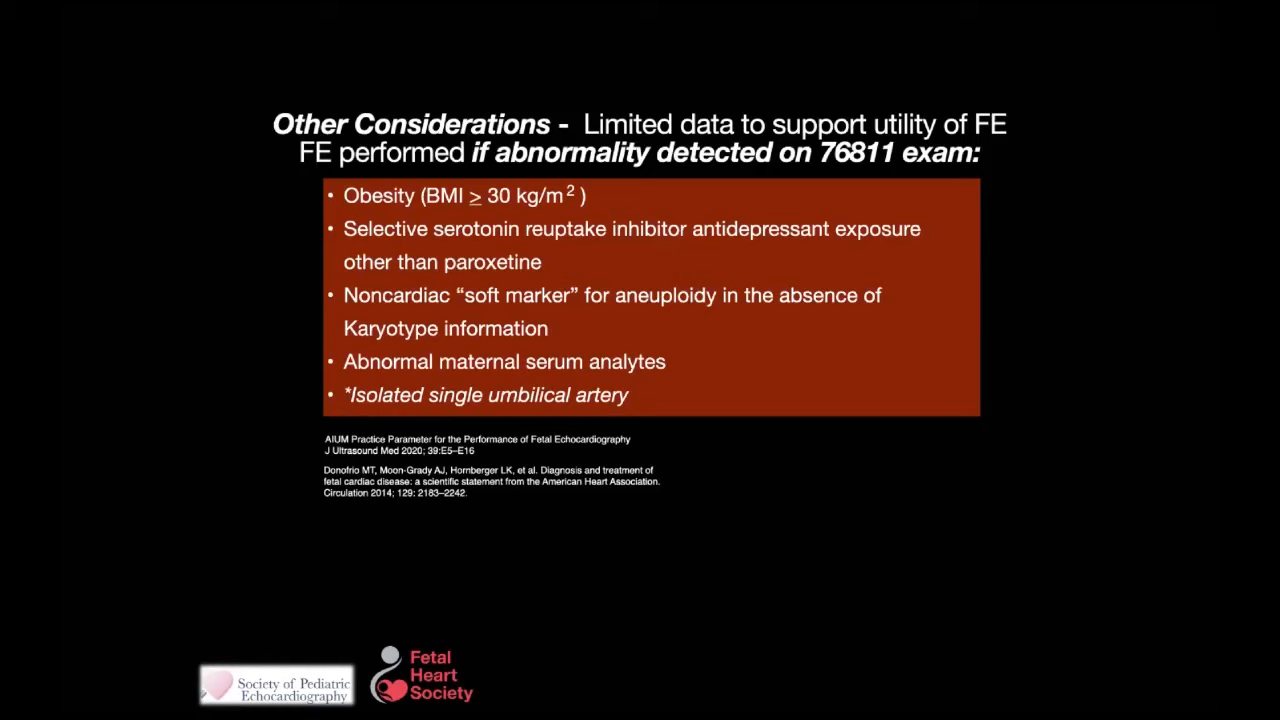 Other Considerations - Limited data to support utility of FE
FE performed if abnormality detected on 76811 exam:
• Obesity (BMI ≥ 30 kg/m² )
• Selective serotonin reuptake inhibitor antidepressant exposure
other than paroxetine
• Noncardiac “soft marker” for aneuploidy in the absence of
Karyotype information
• Abnormal maternal serum analytes
• *Isolated single umbilical artery
AIUM Practice Parameter for the Performance of Fetal Echocardiography
J Ultrasound Med 2020; 39:E5–E16
Donofrio MT, Moon-Grady AJ, Hornberger LK, et al. Diagnosis and treatment of
fetal cardiac disease: a scientific statement from the American Heart Association.
Circulation 2014; 129: 2183–2242.
Society of Pediatric
Echocardiography
Fetal
Heart
Society